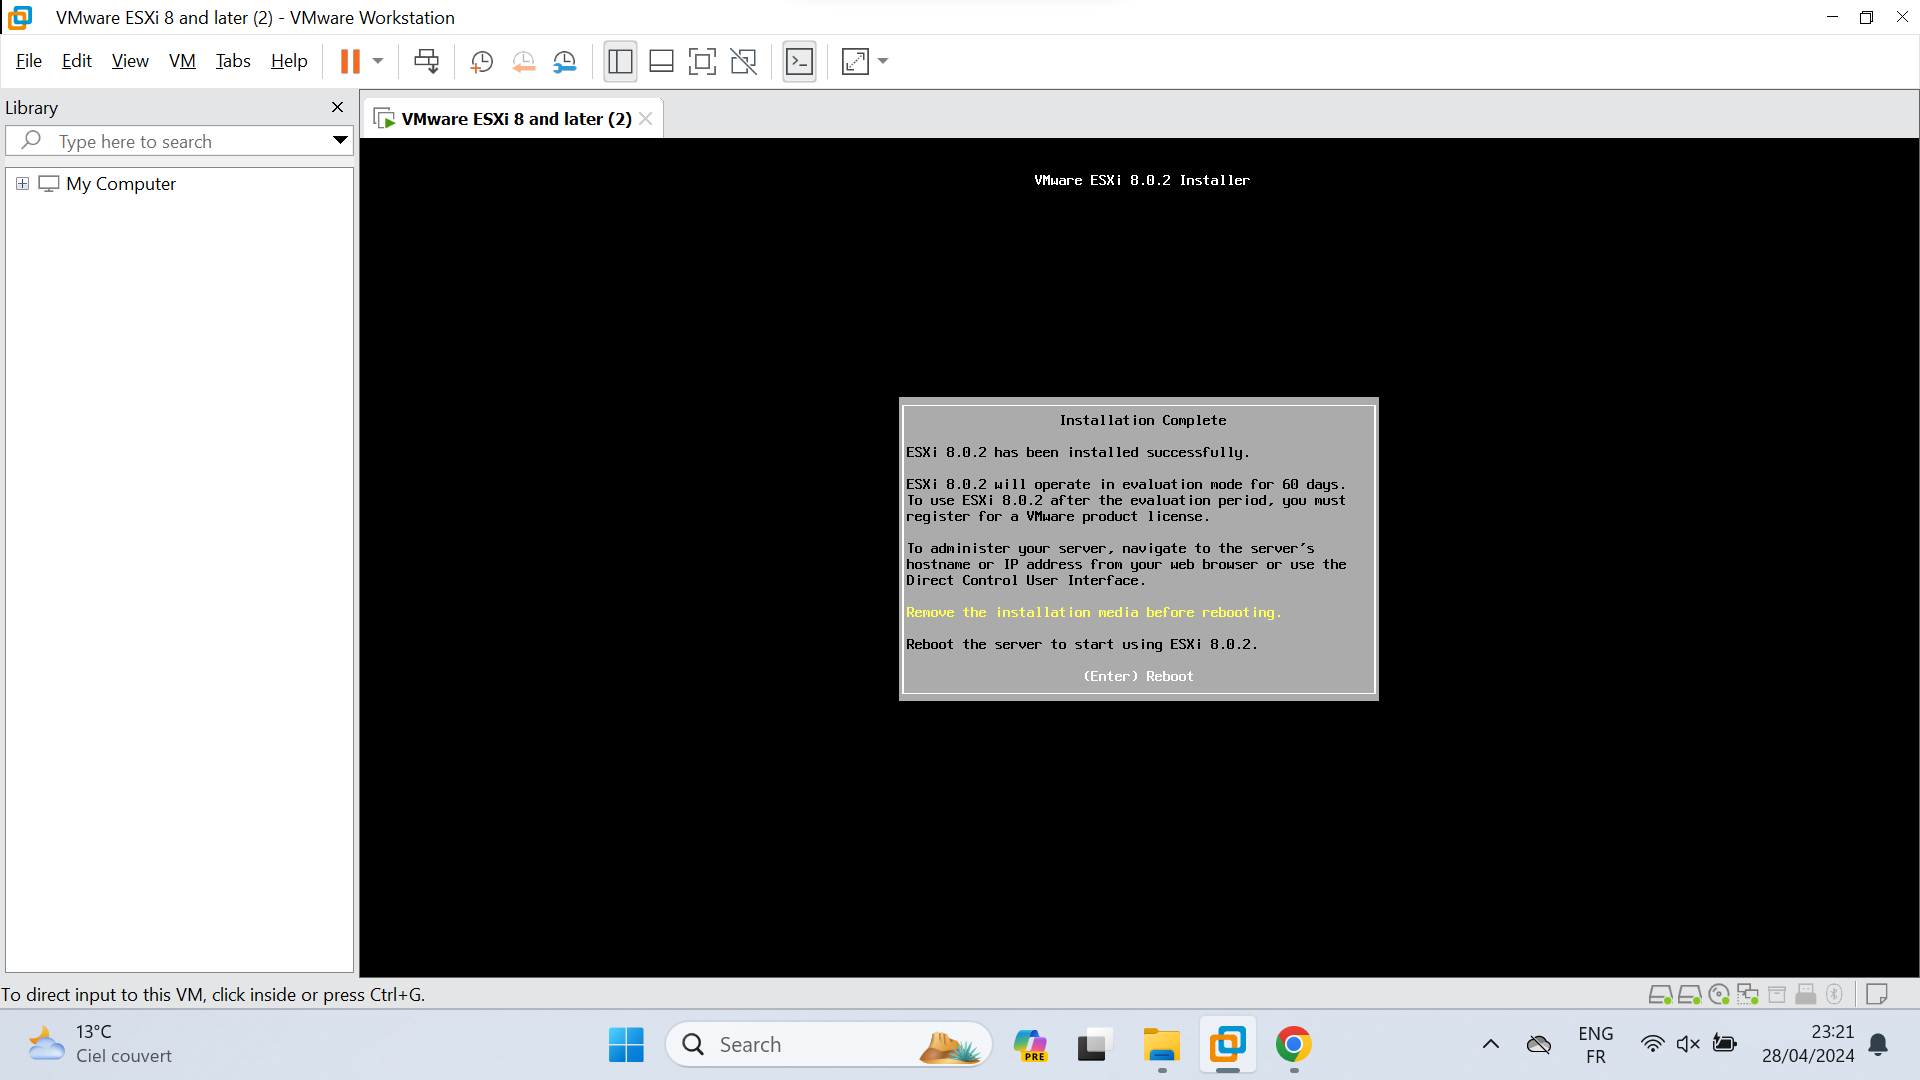 VMware ESXi 8 and later (2) - VMware Workstation
File Edit View VM Tabs Help
Library
Type here to search
My Computer
VMware ESXi 8 and later (2)
VMware ESXi 8.0.2 Installer
Installation Complete
ESXi 8.0.2 has been installed successfully.
ESXi 8.0.2 will operate in evaluation mode for 60 days.
To use ESXi 8.0.2 after the evaluation period, you must
register for a VMware product license.
To administer your server, navigate to the server's
hostname or IP address from your web browser or use the
Direct Control User Interface.
Remove the installation media before rebooting.
Reboot the server to start using ESXi 8.0.2.
(Enter) Reboot
To direct input to this VM, click inside or press Ctrl+G.
13°C
Ciel couvert
Search
PRE
ENG
FR
23:21
28/04/2024